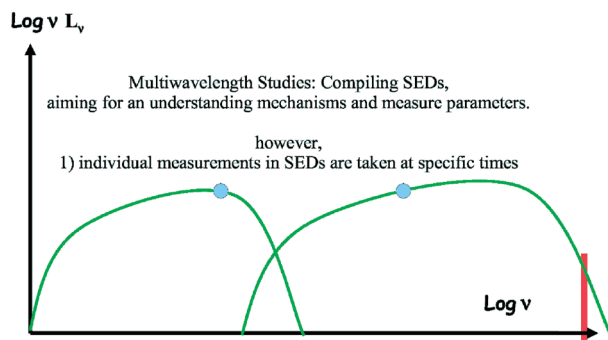 Log ν Lν
Multiwavelength Studies: Compiling SEDs,
aiming for an understanding mechanisms and measure parameters.
however,
1) individual measurements in SEDs are taken at specific times
Log ν